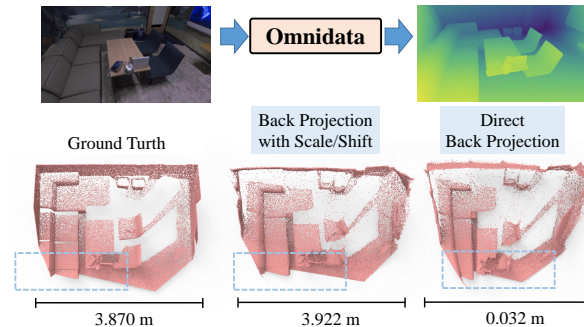 Omnidata
Ground Turth
Back Projection
with Scale/Shift
Direct
Back Projection
3.870 m
3.922 m
0.032 m